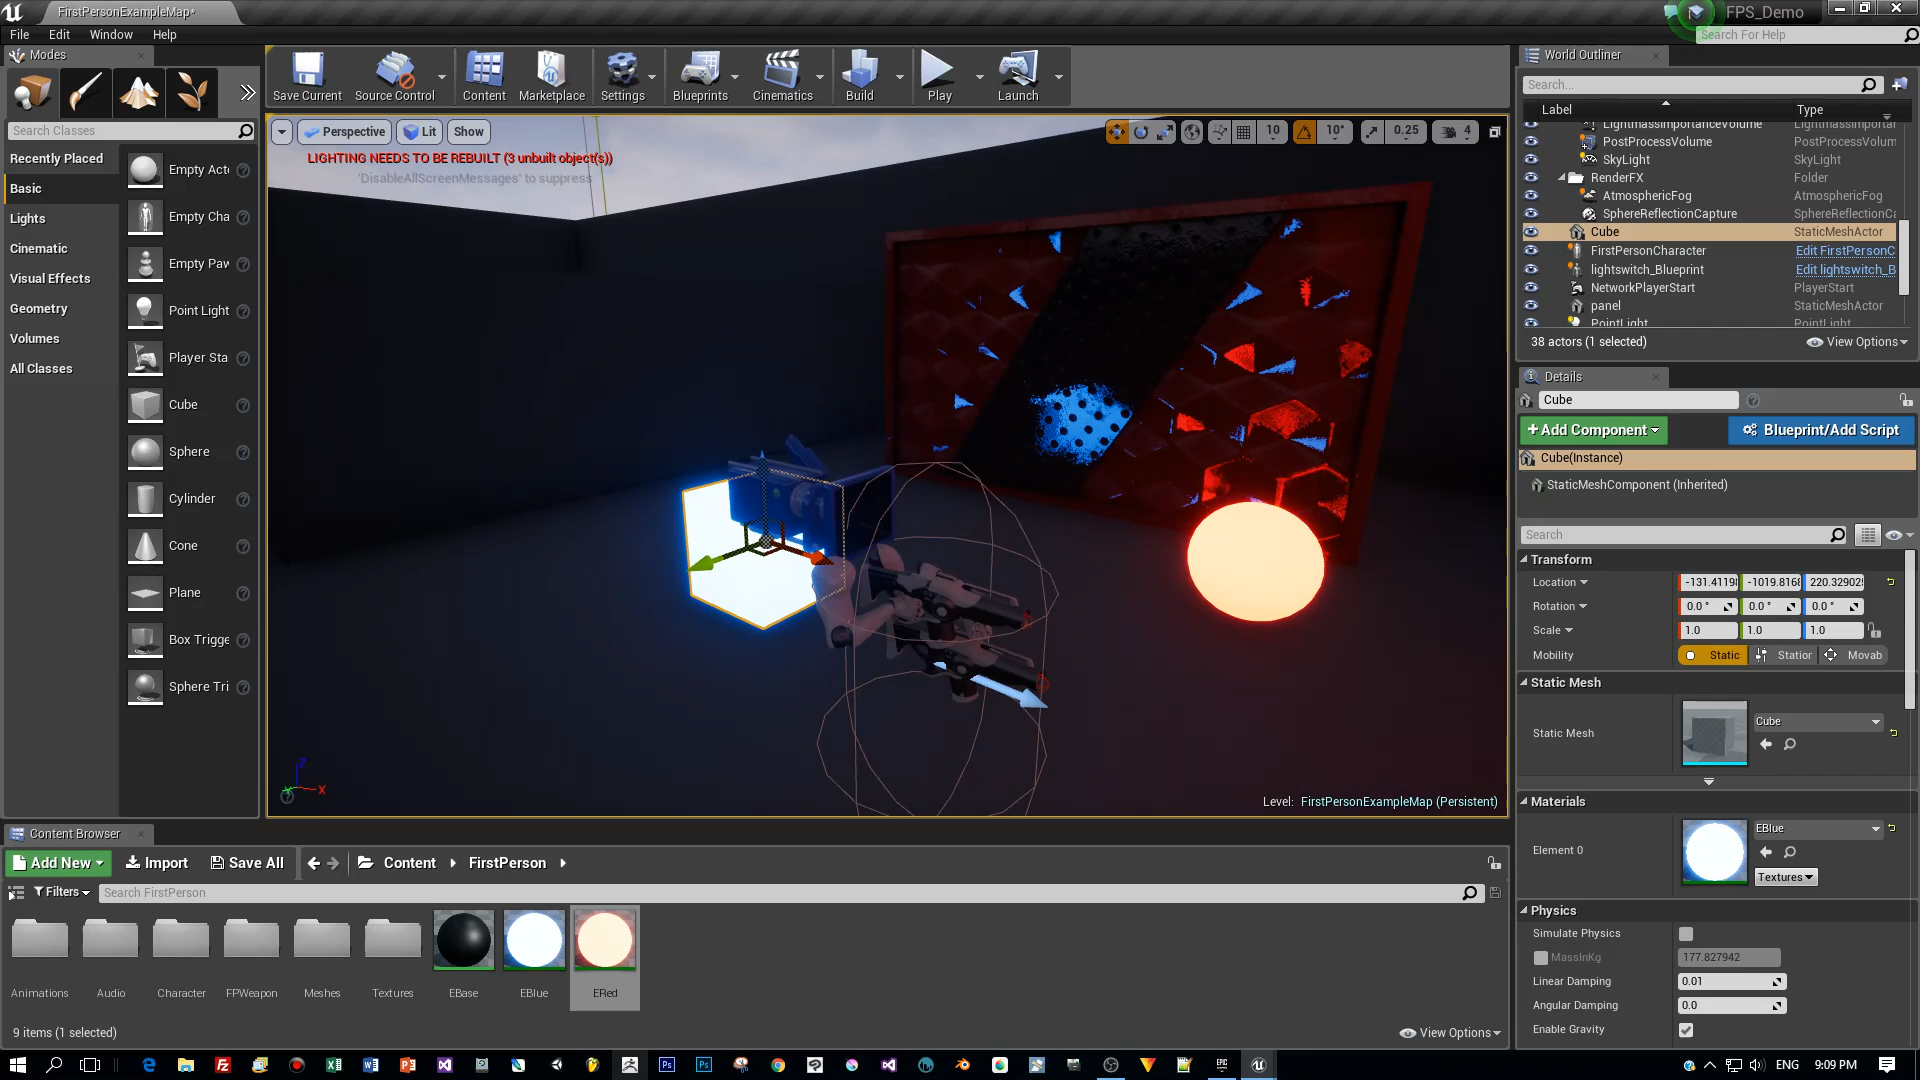 FirstPersonExampleMap*
FPS_Demo
File Edit Window Help
Search For Help
Modes
Search Classes
Recently Placed
Basic
Lights
Cinematic
Visual Effects
Geometry
Volumes
All Classes
Empty Acto
Empty Cha
Empty Paw
Point Light
Player Sta
Cube
Sphere
Cylinder
Cone
Plane
Box Trigge
Sphere Tri
Save Current
Source Control
Content
Marketplace
Settings
Blueprints
Cinematics
Build
Play
Launch
Perspective
Lit
Show
10
10°
0.25
4
LIGHTING NEEDS TO BE REBUILT (3 unbuilt object(s))
'DisableAllScreenMessages' to suppress
Z
X
Level: FirstPersonExampleMap (Persistent)
World Outliner
Search...
Label Type
LightmassImportanceVolume
PostProcessVolume PostProcessVolum
SkyLight SkyLight
RenderFX Folder
AtmosphericFog AtmosphericFog
SphereReflectionCapture SphereReflectionCa
Cube StaticMeshActor
FirstPersonCharacter Edit FirstPersonC
lightswitch_Blueprint Edit lightswitch_B
NetworkPlayerStart PlayerStart
panel StaticMeshActor
PointLight PointLight
38 actors (1 selected) View Options
Details
Cube
+Add Component Blueprint/Add Script
Cube(Instance)
StaticMeshComponent (Inherited)
Search
Transform
Location -131.4119 -1019.816 220.32902
Rotation 0.0 ° 0.0 ° 0.0 °
Scale 1.0 1.0 1.0
Mobility Static Station Movab
Static Mesh
Static Mesh
Cube
Materials
Element 0
EBlue
Textures
Physics
Simulate Physics
MassInKg 177.827942
Linear Damping 0.01
Angular Damping 0.0
Enable Gravity
Content Browser
Add New Import Save All Content FirstPerson
Filters Search FirstPerson
Animations Audio Character FPWeapon Meshes Textures EBase EBlue ERed
9 items (1 selected) View Options
ENG 9:09 PM